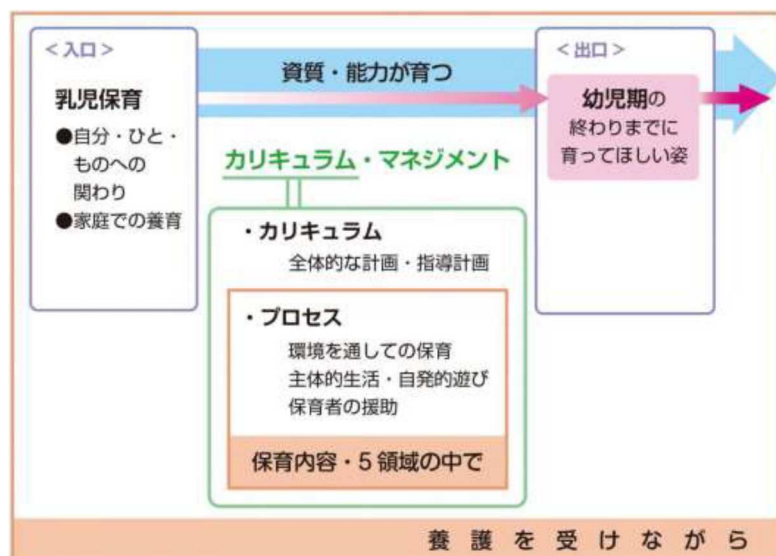 ＜入口＞
乳児保育
●自分・ひと・
ものへの
関わり
●家庭での養育
資質・能力が育つ
＜出口＞
幼児期の
終わりまでに
育ってほしい姿
カリキュラム・マネジメント
・カリキュラム
全体的な計画・指導計画
・プロセス
環境を通しての保育
主体的生活・自発的遊び
保育者の援助
保育内容・5領域の中で
養護を受けながら